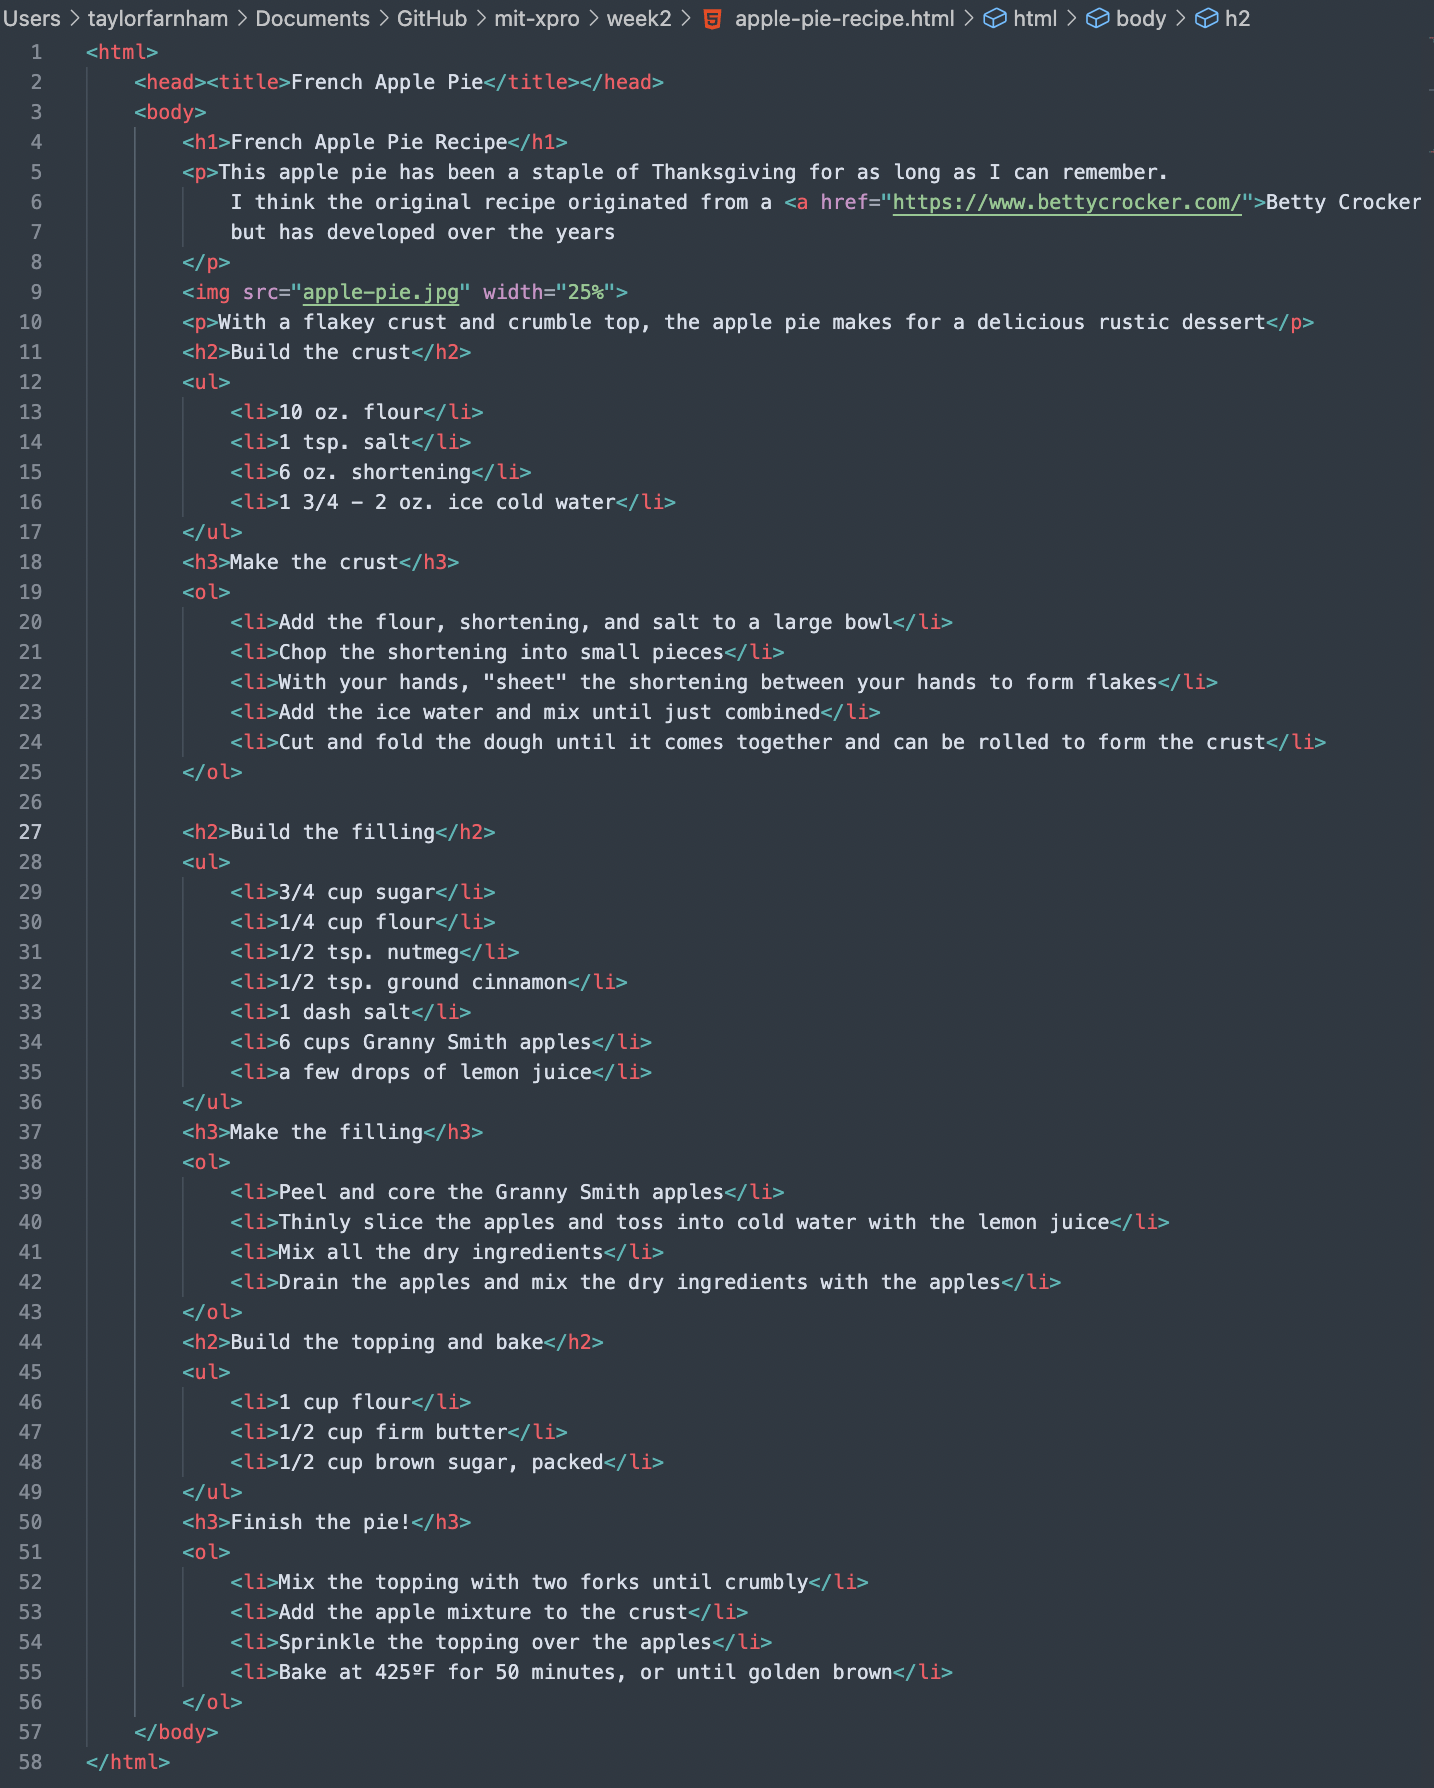 Users > taylorfarnham > Documents > GitHub > mit-xpro > week2 > apple-pie-recipe.html > html > body > h2
1 <html>
2 <head><title>French Apple Pie</title></head>
3 <body>
4 <h1>French Apple Pie Recipe</h1>
5 <p>This apple pie has been a staple of Thanksgiving for as long as I can remember.
6 I think the original recipe originated from a <a href="https://www.bettycrocker.com/">Betty Crocker
7 but has developed over the years
8 </p>
9 <img src="apple-pie.jpg" width="25%">
10 <p>With a flakey crust and crumble top, the apple pie makes for a delicious rustic dessert</p>
11 <h2>Build the crust</h2>
12 <ul>
13 <li>10 oz. flour</li>
14 <li>1 tsp. salt</li>
15 <li>6 oz. shortening</li>
16 <li>1 3/4 – 2 oz. ice cold water</li>
17 </ul>
18 <h3>Make the crust</h3>
19 <ol>
20 <li>Add the flour, shortening, and salt to a large bowl</li>
21 <li>Chop the shortening into small pieces</li>
22 <li>With your hands, "sheet" the shortening between your hands to form flakes</li>
23 <li>Add the ice water and mix until just combined</li>
24 <li>Cut and fold the dough until it comes together and can be rolled to form the crust</li>
25 </ol>
26
27 <h2>Build the filling</h2>
28 <ul>
29 <li>3/4 cup sugar</li>
30 <li>1/4 cup flour</li>
31 <li>1/2 tsp. nutmeg</li>
32 <li>1/2 tsp. ground cinnamon</li>
33 <li>1 dash salt</li>
34 <li>6 cups Granny Smith apples</li>
35 <li>a few drops of lemon juice</li>
36 </ul>
37 <h3>Make the filling</h3>
38 <ol>
39 <li>Peel and core the Granny Smith apples</li>
40 <li>Thinly slice the apples and toss into cold water with the lemon juice</li>
41 <li>Mix all the dry ingredients</li>
42 <li>Drain the apples and mix the dry ingredients with the apples</li>
43 </ol>
44 <h2>Build the topping and bake</h2>
45 <ul>
46 <li>1 cup flour</li>
47 <li>1/2 cup firm butter</li>
48 <li>1/2 cup brown sugar, packed</li>
49 </ul>
50 <h3>Finish the pie!</h3>
51 <ol>
52 <li>Mix the topping with two forks until crumbly</li>
53 <li>Add the apple mixture to the crust</li>
54 <li>Sprinkle the topping over the apples</li>
55 <li>Bake at 425ºF for 50 minutes, or until golden brown</li>
56 </ol>
57 </body>
58 </html>